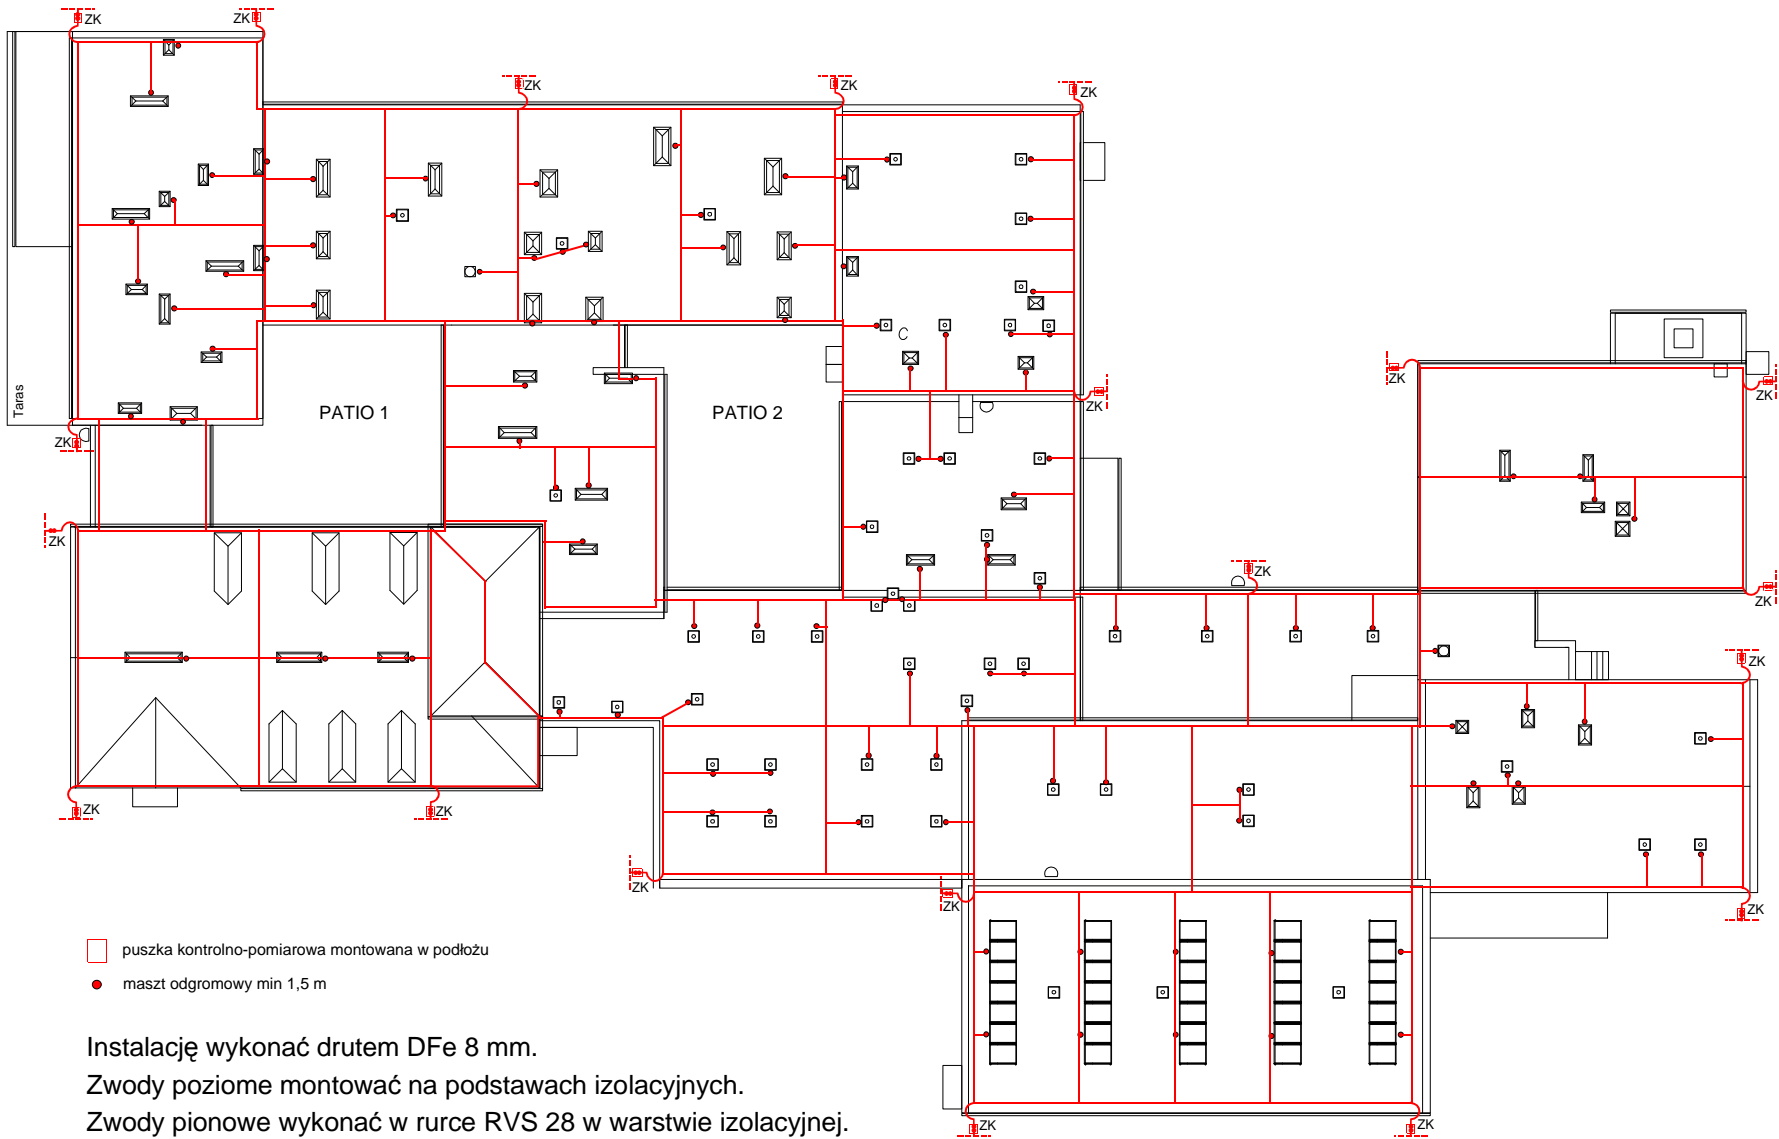 ZK
ZK
ZK
ZK
ZK
Taras
PATIO 1
PATIO 2
ZK
ZK
ZK
ZK
ZK
ZK
ZK
ZK
ZK
ZK
ZK
ZK
ZK
puszka kontrolno-pomiarowa montowana w podłożu
maszt odgromowy min 1,5 m
Instalację wykonać drutem DFe 8 mm.
Zwody poziome montować na podstawach izolacyjnych.
Zwody pionowe wykonać w rurce RVS 28 w warstwie izolacyjnej.
ZK
ZK